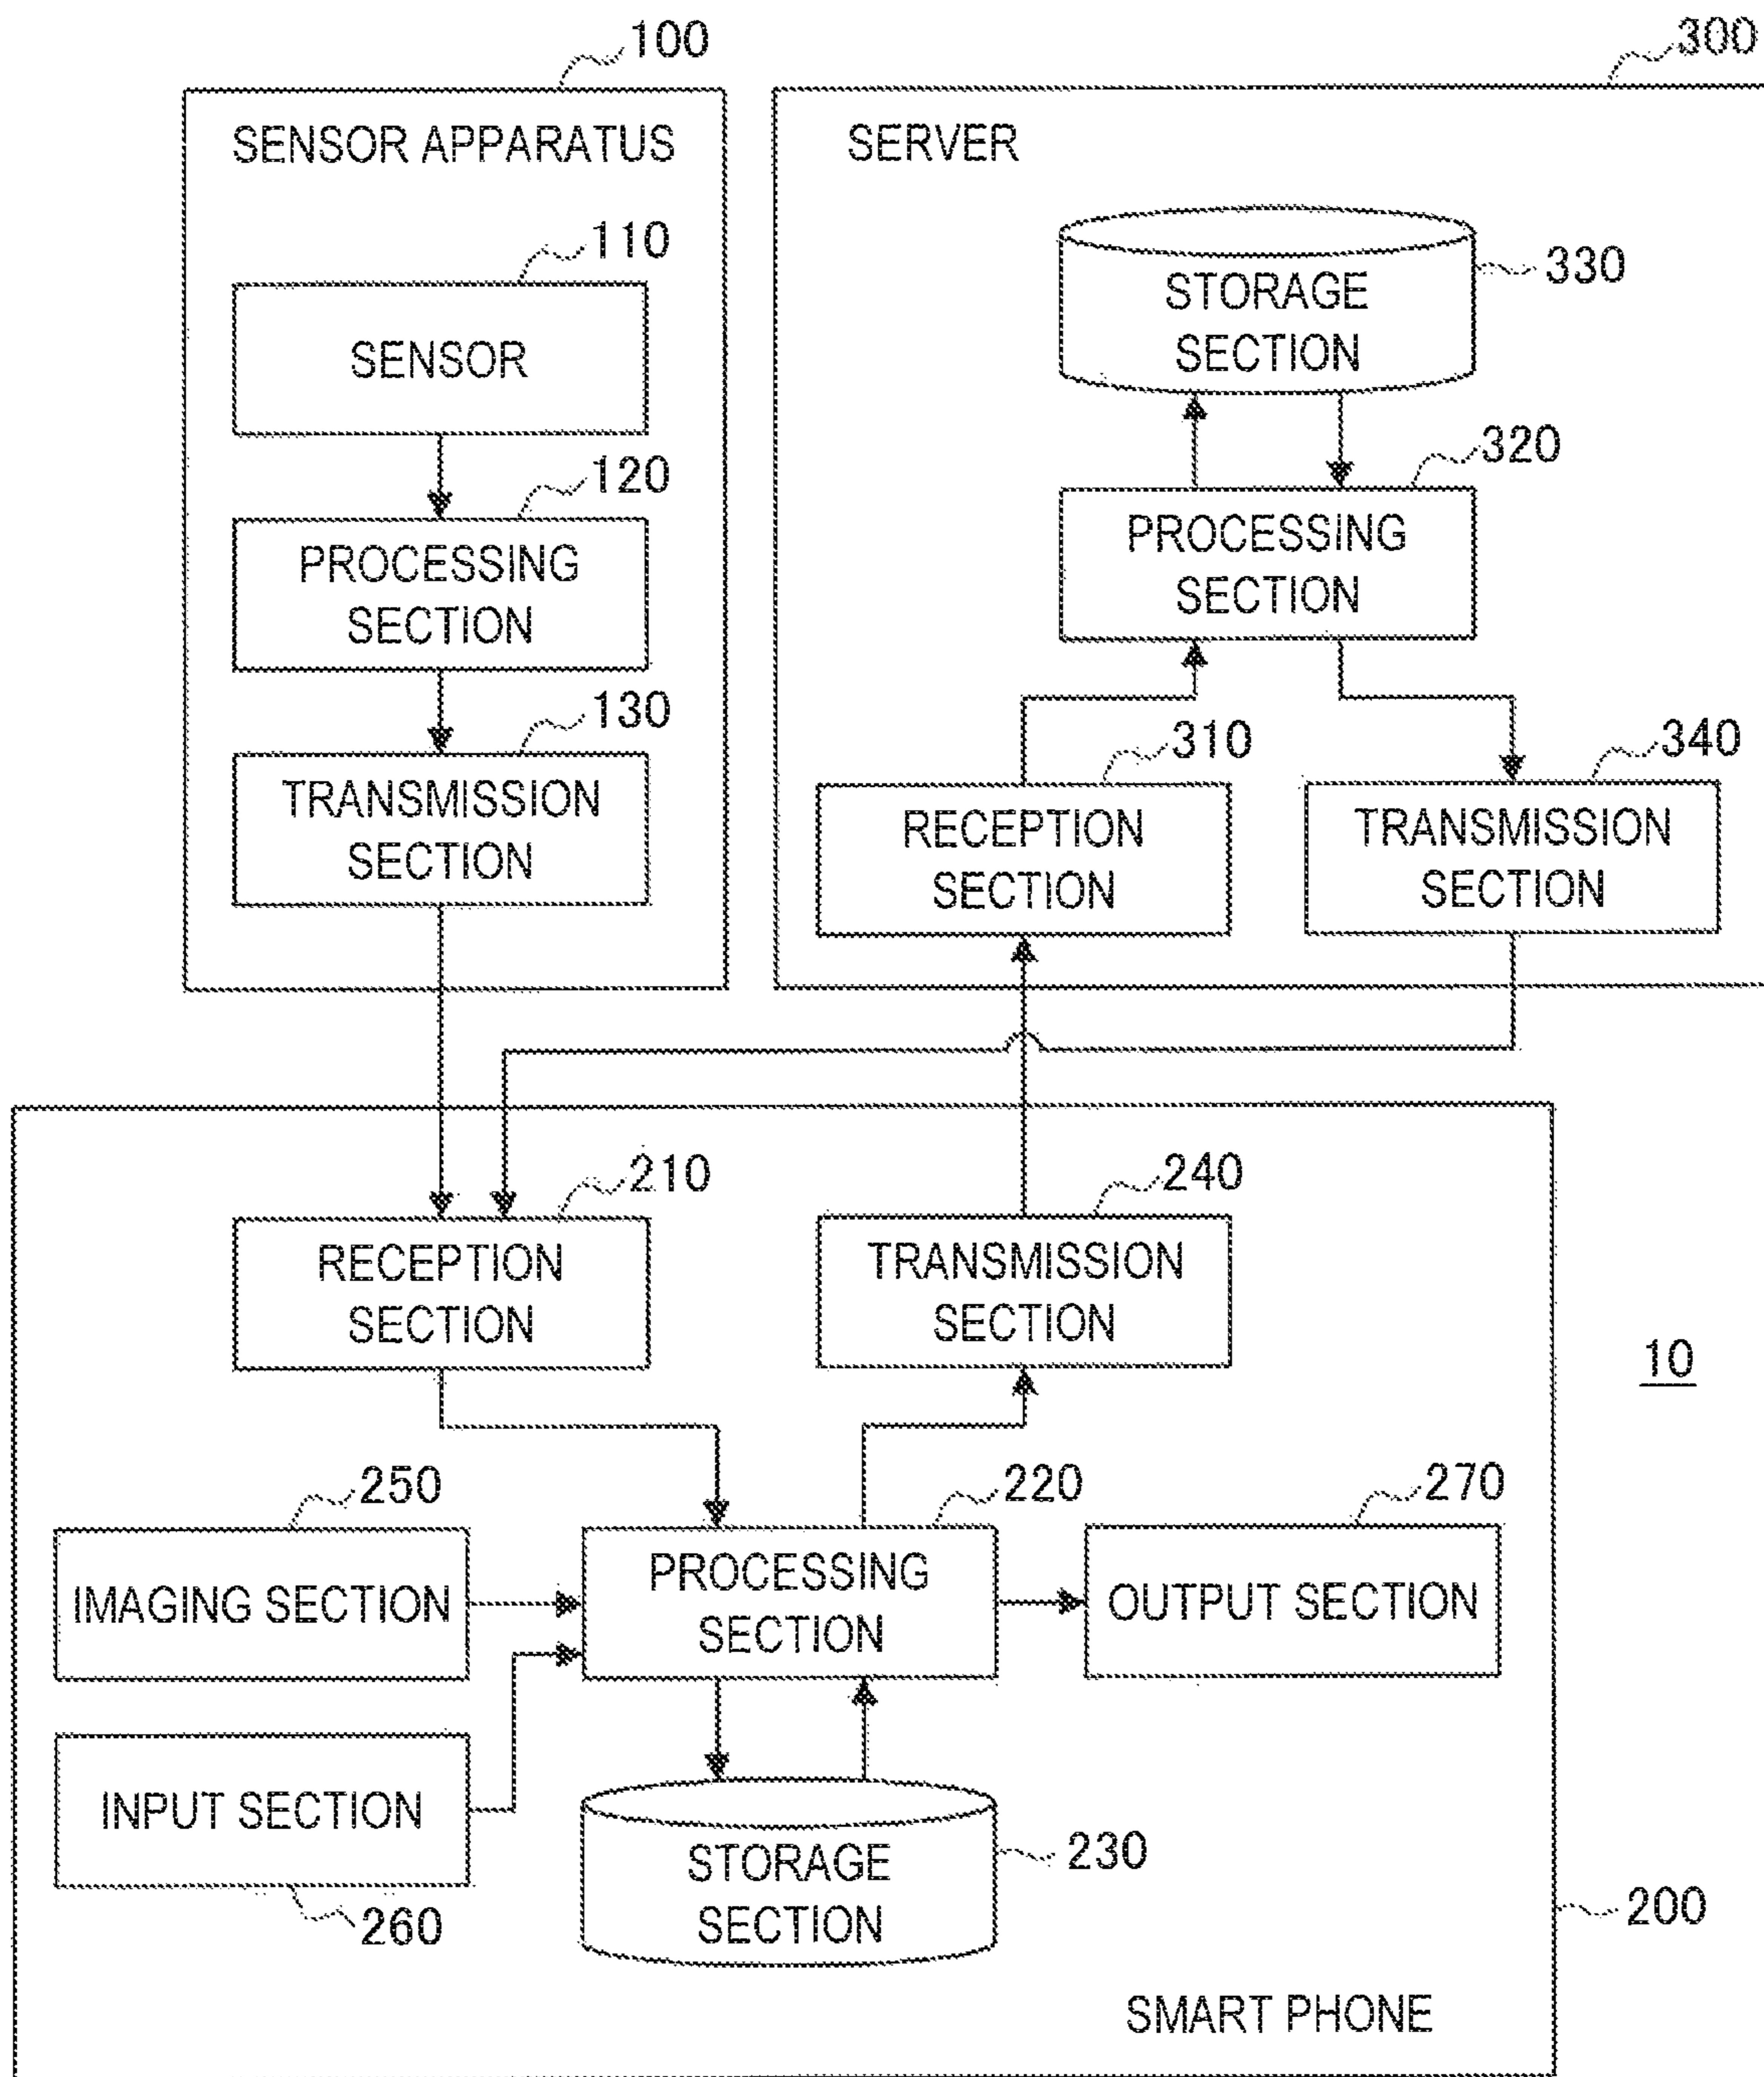 100
300
SENSOR APPARATUS
SERVER
110
SENSOR
330
STORAGE
SECTION
120
PROCESSING
SECTION
320
PROCESSING
SECTION
130
TRANSMISSION
SECTION
310
RECEPTION
SECTION
340
TRANSMISSION
SECTION
210
RECEPTION
SECTION
240
TRANSMISSION
SECTION
10
250
IMAGING SECTION
220
PROCESSING
SECTION
270
OUTPUT SECTION
INPUT SECTION
260
STORAGE
SECTION
230
200
SMART PHONE